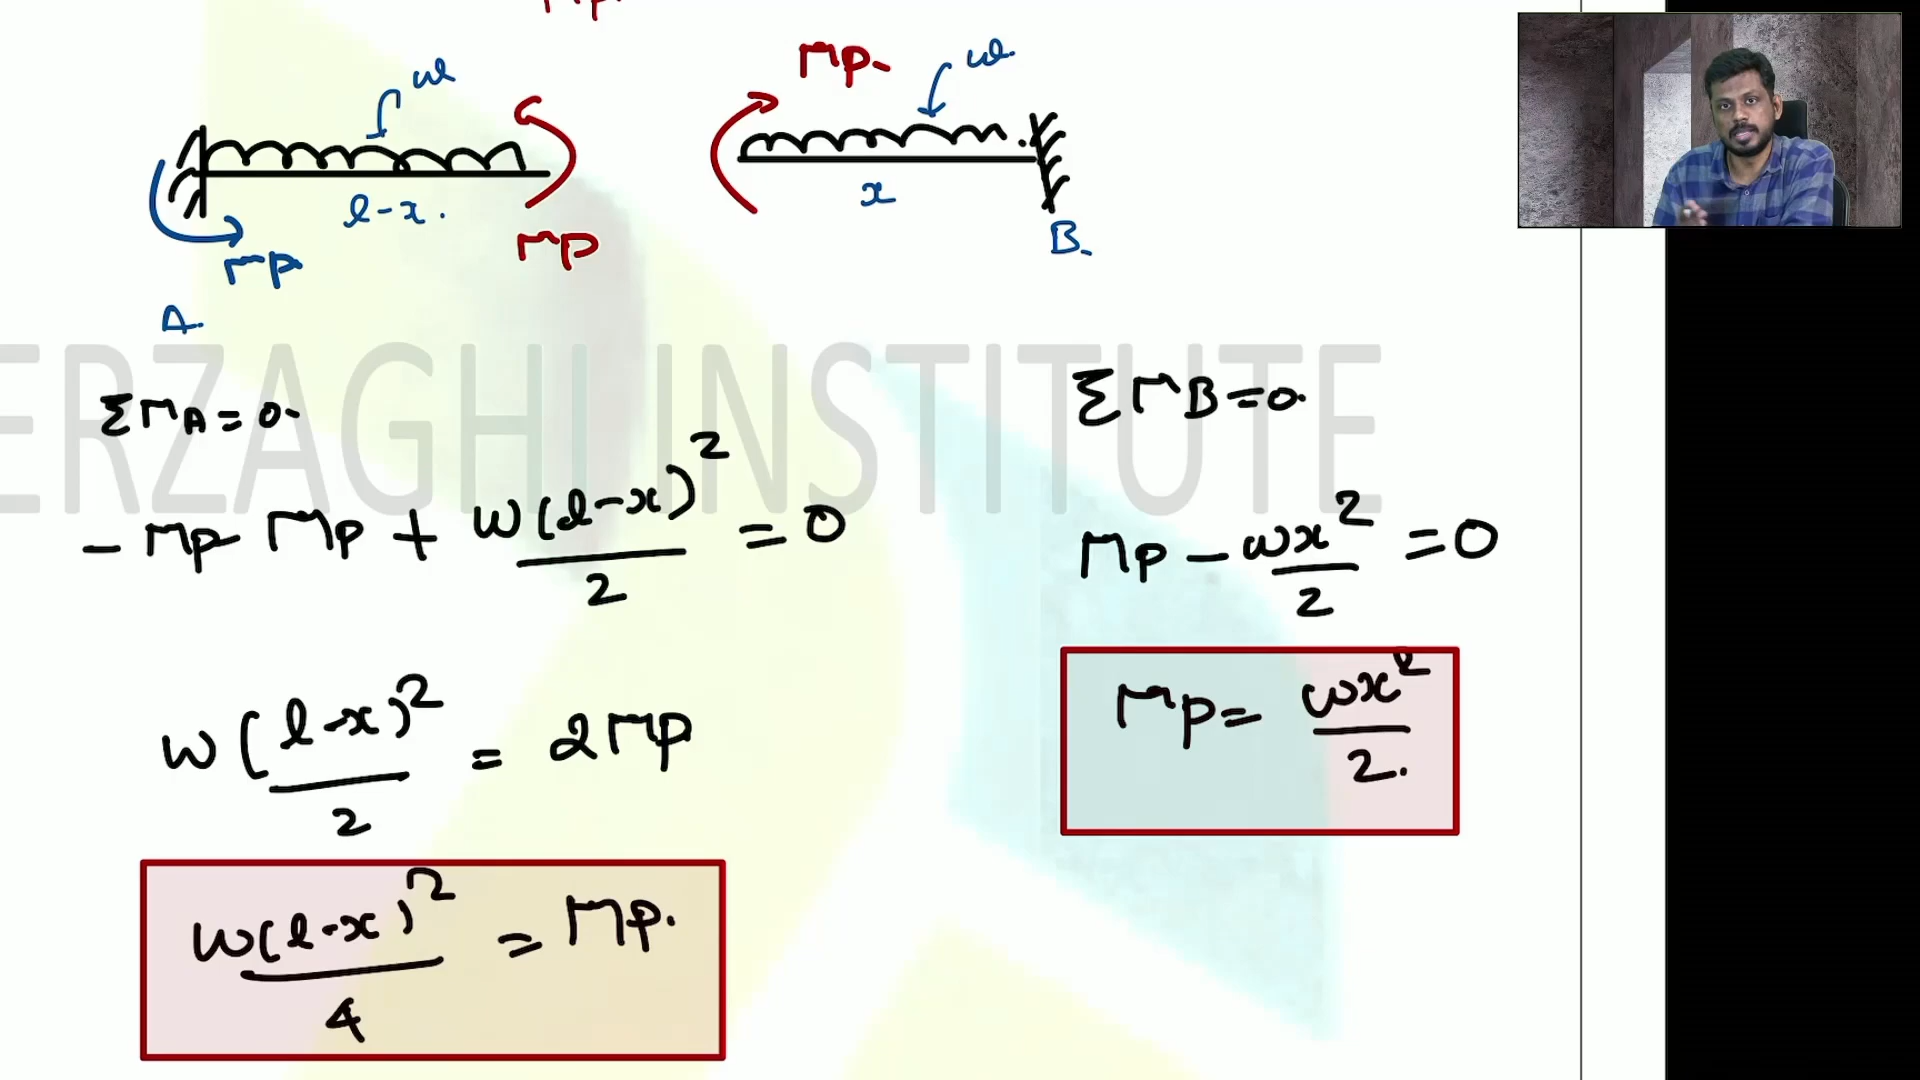 Mp.
w
Mp
w
l-x.
x
Mp
Mp
B.
A.
ERZAGHI INSTITUTE
ΣMA=0.
ΣMB=0.
-Mp-Mp+w(l-x)²/2=0
Mp-wx²/2=0
w(l-x)²/2=2Mp
Mp=wx²/2.
w(l-x)²/4=Mp.